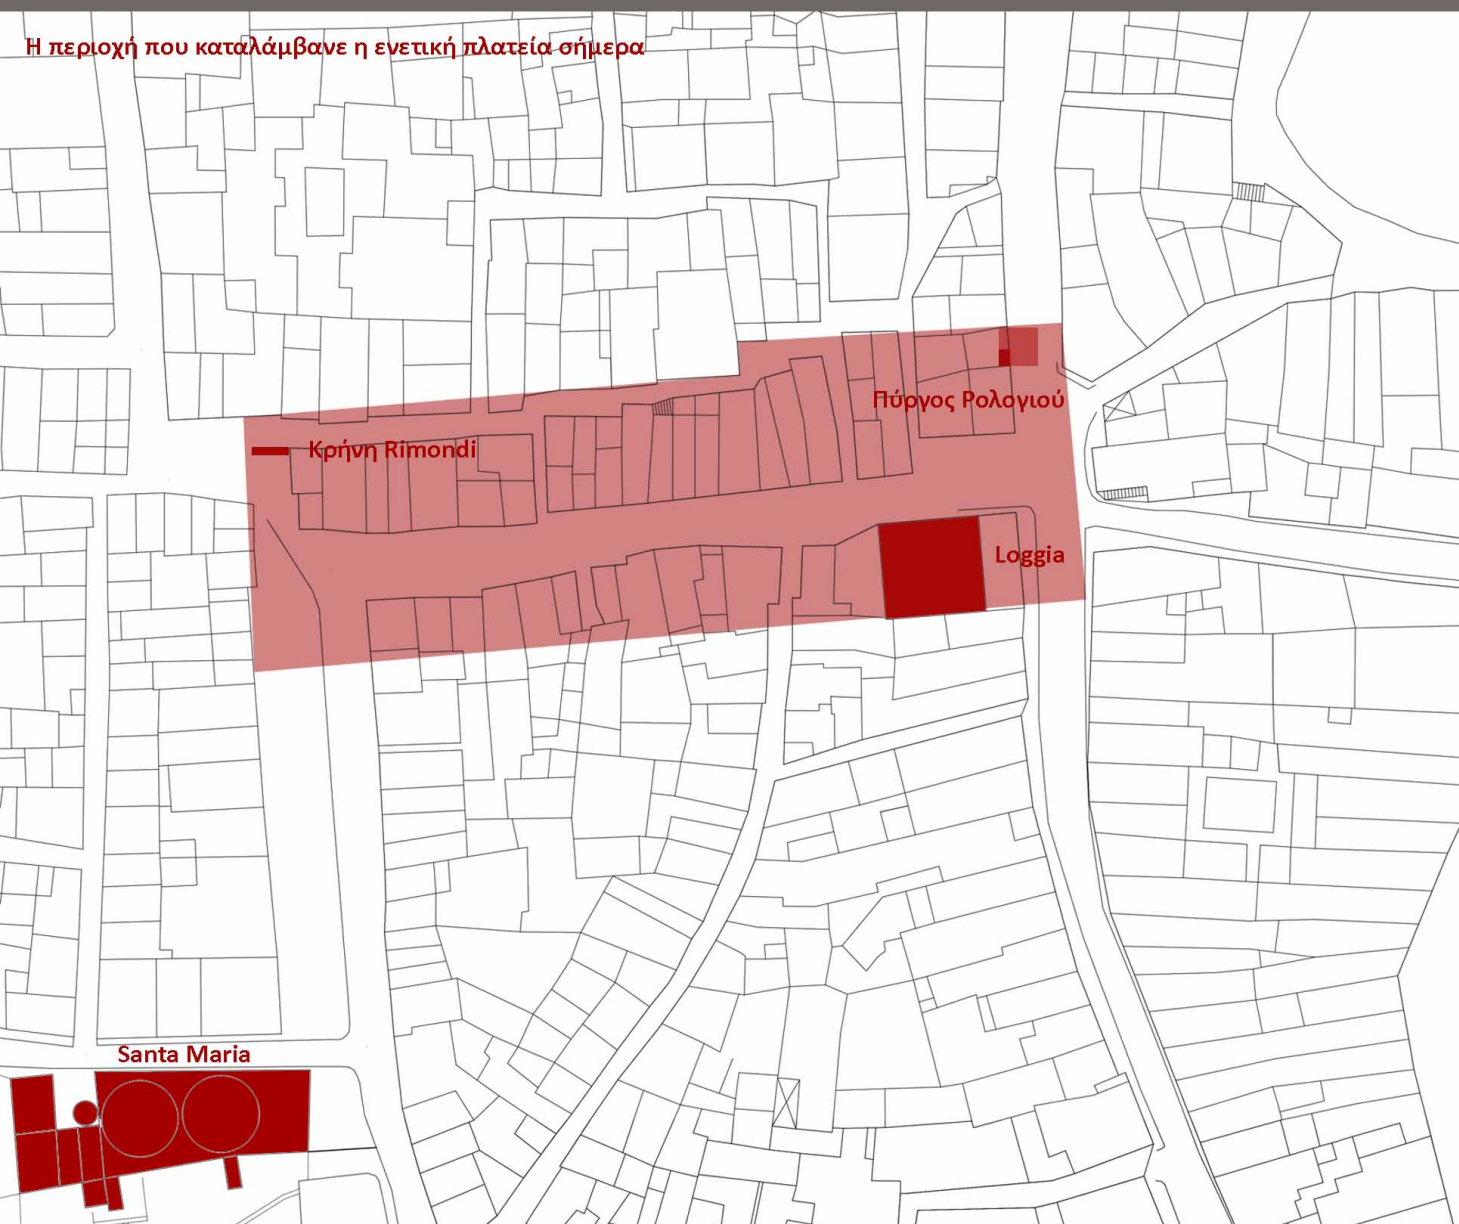 Η περιοχή που καταλάμβανε η ενετική πλατεία σήμερα
Πύργος Ρολογιού
Κρήνη Rimondi
Loggia
Santa Maria